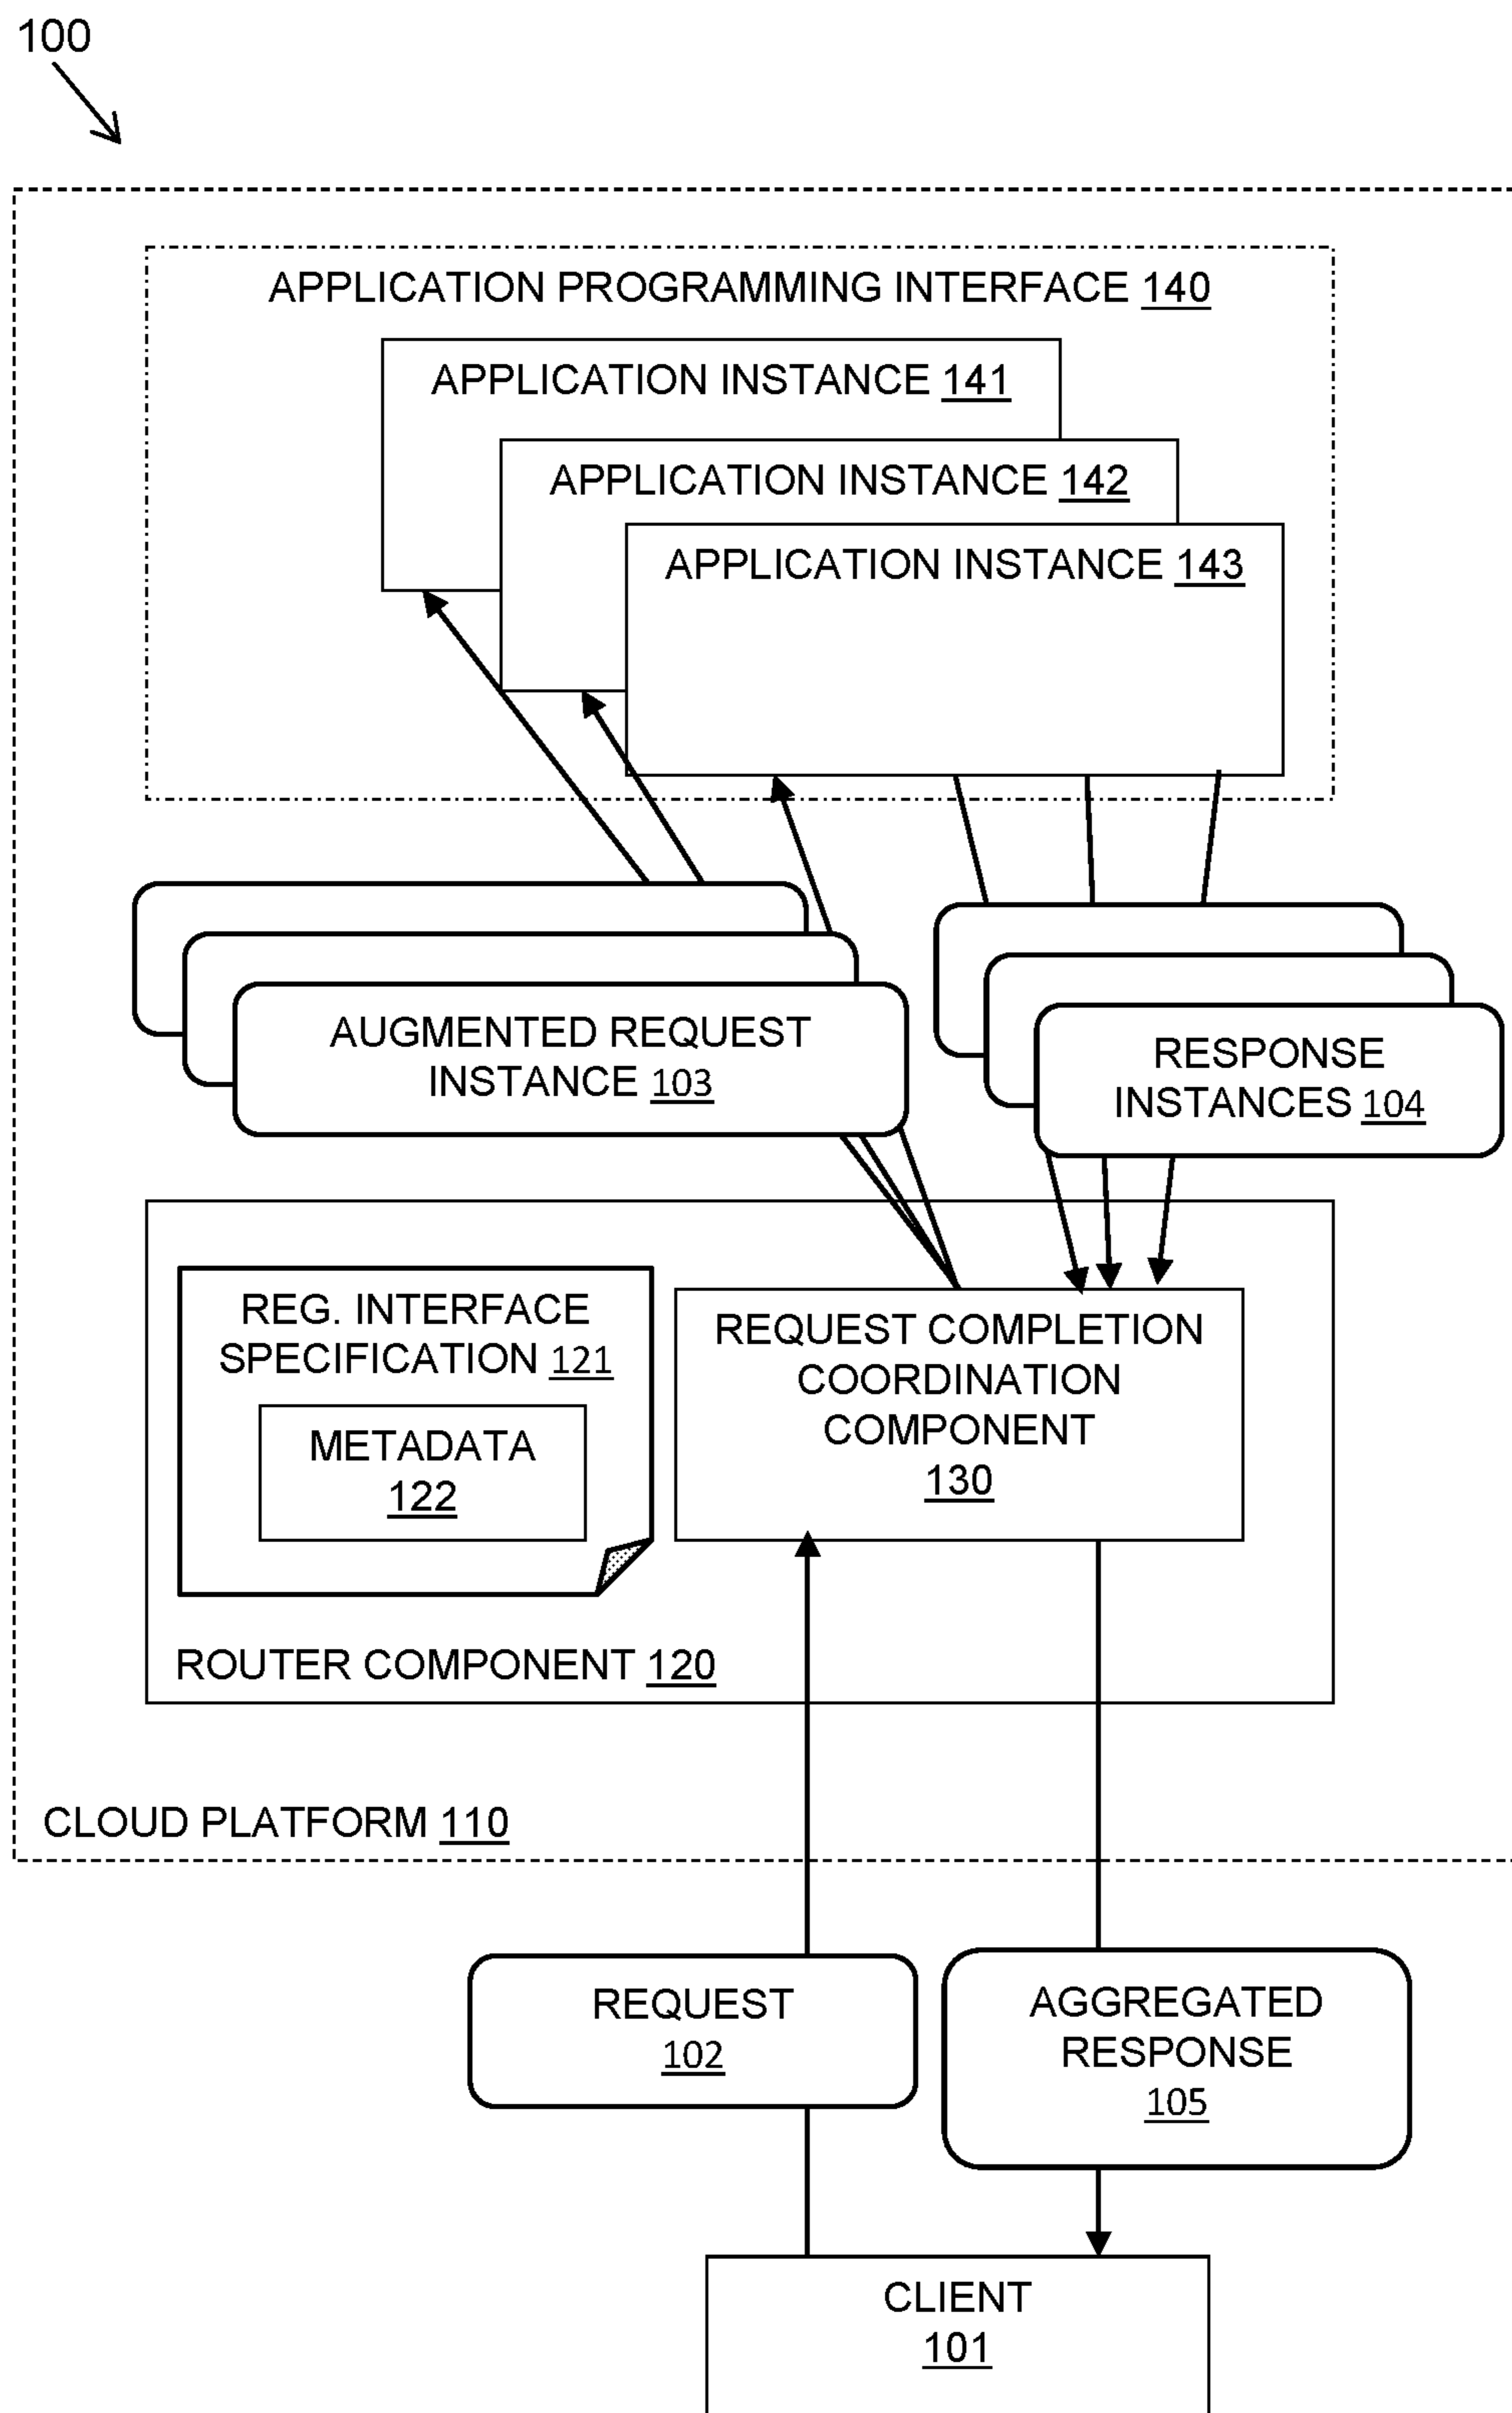 100
APPLICATION PROGRAMMING INTERFACE 140
APPLICATION INSTANCE 141
APPLICATION INSTANCE 142
APPLICATION INSTANCE 143
AUGMENTED REQUEST
INSTANCE 103
RESPONSE
INSTANCES 104
REG. INTERFACE
SPECIFICATION 121
METADATA
122
REQUEST COMPLETION
COORDINATION
COMPONENT
130
ROUTER COMPONENT 120
CLOUD PLATFORM 110
REQUEST
102
AGGREGATED
RESPONSE
105
CLIENT
101